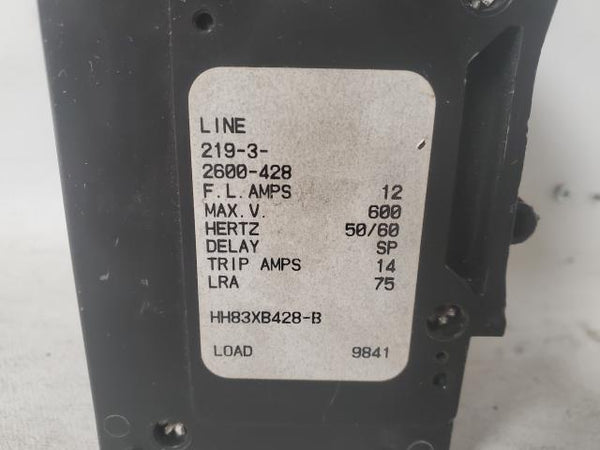 LINE
219-3-
2600-428
F.L.AMPS 12
MAX.V. 600
HERTZ 50/60
DELAY SP
TRIP AMPS 14
LRA 75
HH83XB428-B
LOAD 9841